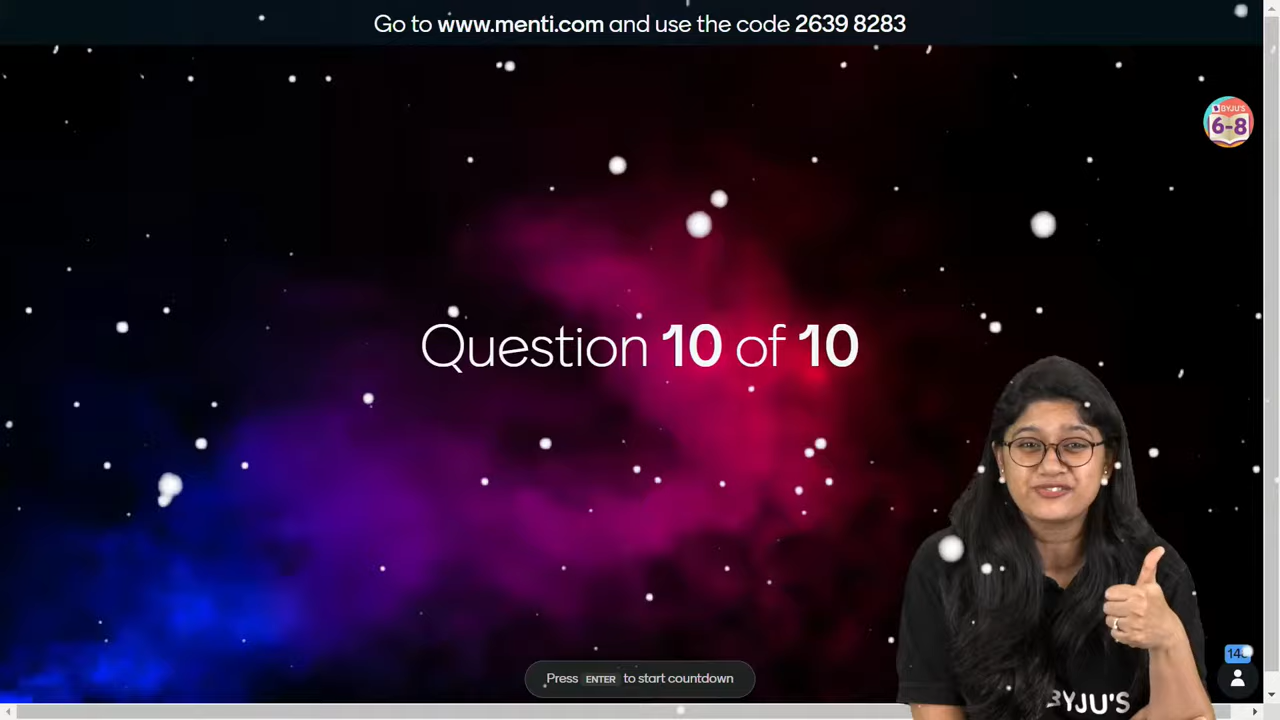 Go to www.menti.com and use the code 2639 8283
BYJU'S
6-8
Question 10 of 10
Press ENTER to start countdown
BYJU'S